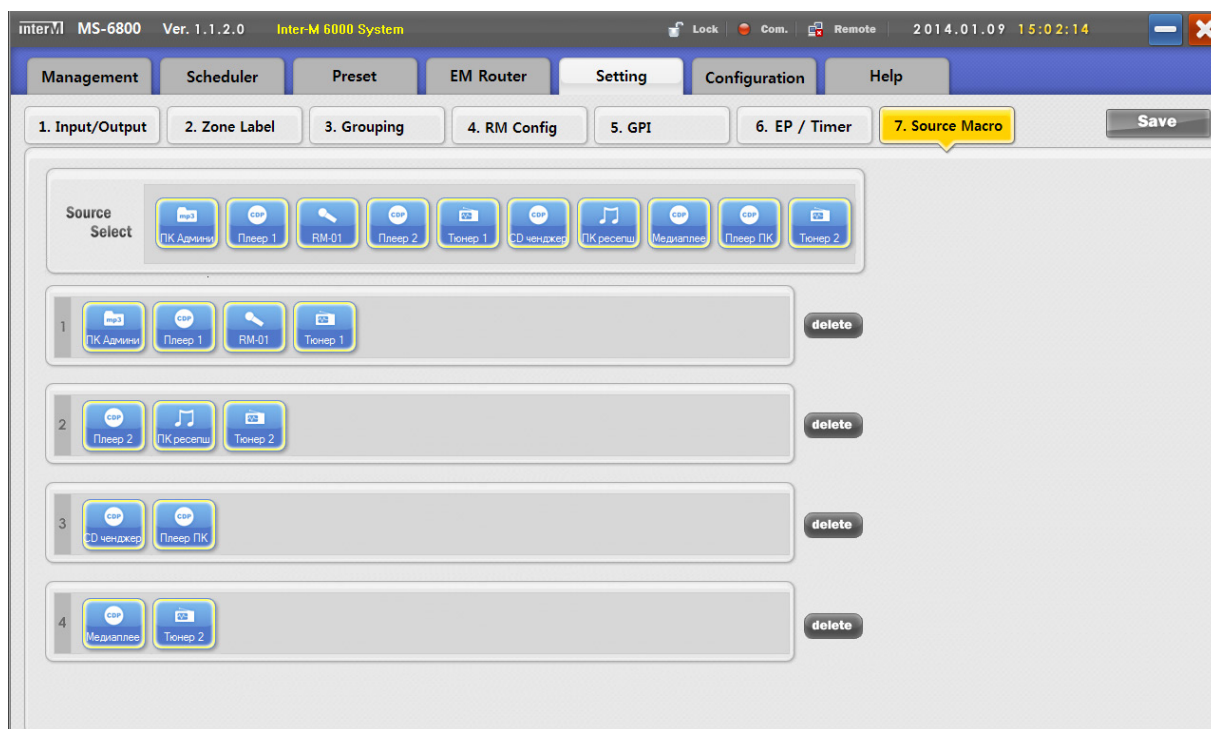 interM MS-6800 Ver. 1.1.2.0 Inter-M 6000 System Lock Com. Remote 2014.01.09 15:02:14
Management Scheduler Preset EM Router Setting Configuration Help
1. Input/Output 2. Zone Label 3. Grouping 4. RM Config 5. GPI 6. EP / Timer 7. Source Macro Save
Source
Select
mp3 CDP CDP CDP CDP CDP
ПК Админи Плеер 1 RM-01 Плеер 2 Тюнер 1 CD ченджер ПК ресепш Медиаплее Плеер ПК Тюнер 2
mp3 CDP
1 delete
ПК Админи Плеер 1 RM-01 Тюнер 1
CDP
2 delete
Плеер 2 ПК ресепш Тюнер 2
CDP CDP
3 delete
CD ченджер Плеер ПК
CDP
4 delete
Медиаплее Тюнер 2